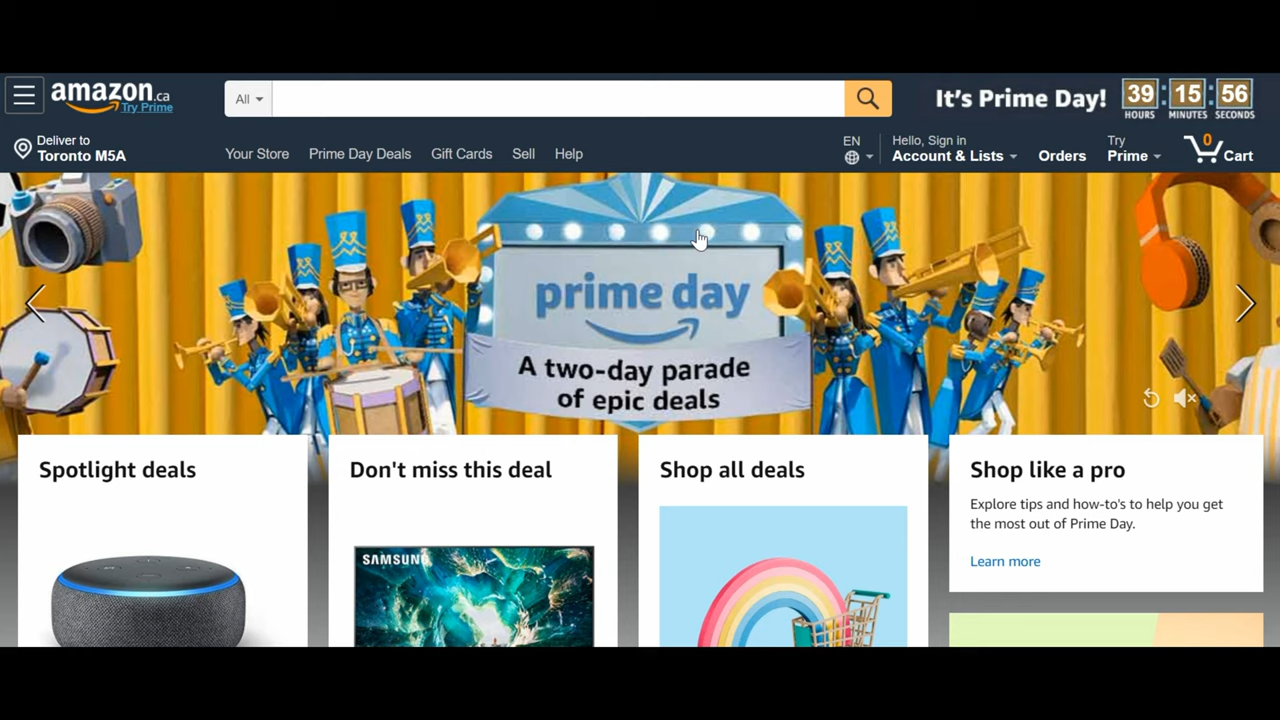 amazon.ca
Try Prime
All
It's Prime Day!
39 : 15 : 56
HOURS MINUTES SECONDS
Deliver to
Toronto M5A
Your Store Prime Day Deals Gift Cards Sell Help
EN
Hello, Sign in
Account & Lists
Orders
Try
Prime
0
Cart
prime day
A two-day parade
of epic deals
Spotlight deals
Don't miss this deal
SAMSUNG
Shop all deals
Shop like a pro
Explore tips and how-to's to help you get
the most out of Prime Day.
Learn more